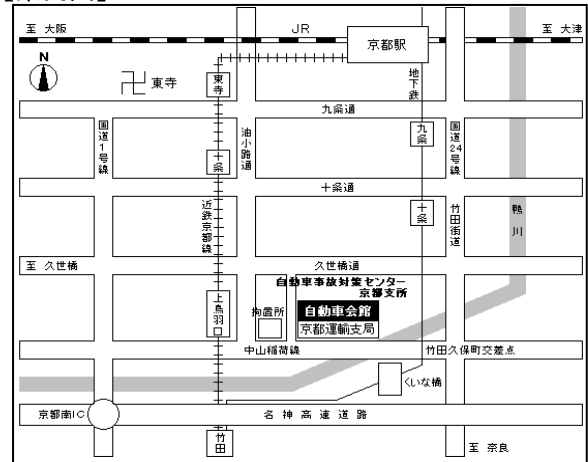 至 大阪
JR
至 大津
京都駅
N
東寺
東寺
地下鉄
九条通
国道1号線
油小路通
九条
国道24号線
十条
十条通
近鉄京都線
十条
竹田街道
鴨川
至 久世橋
久世橋通
自動車事故対策センター
京都支所
上鳥羽口
拘置所
自動車会館
京都運輸支局
中山稲荷線
竹田久保町交差点
くいな橋
京都南IC
名神高速道路
竹田
至 奈良